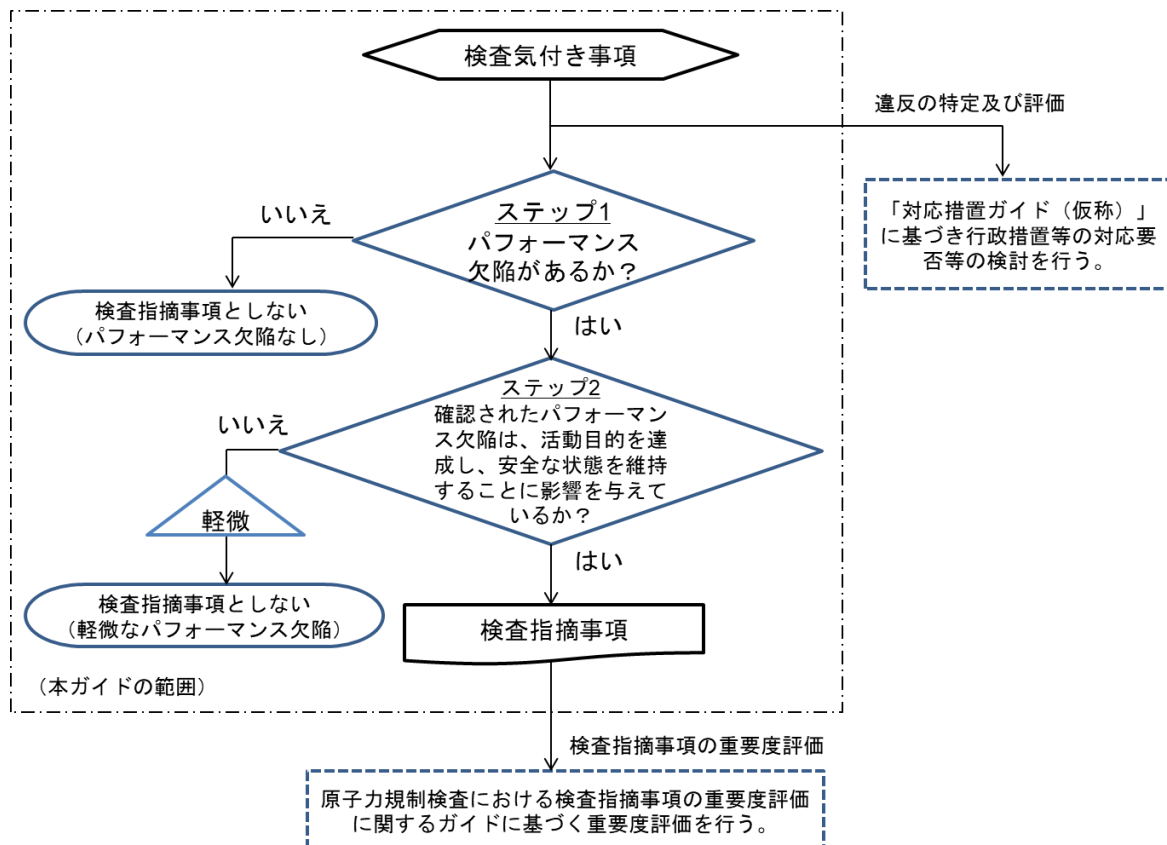 検査気付き事項
違反の特定及び評価
「対応措置ガイド（仮称）」
に基づき行政措置等の対応要
否等の検討を行う。
ステップ1
パフォーマンス
欠陥があるか？
いいえ
検査指摘事項としない
（パフォーマンス欠陥なし）
はい
ステップ2
確認されたパフォーマン
ス欠陥は、活動目的を達
成し、安全な状態を維持
することに影響を与えて
いるか？
いいえ
軽微
検査指摘事項としない
（軽微なパフォーマンス欠陥）
はい
検査指摘事項
（本ガイドの範囲）
検査指摘事項の重要度評価
原子力規制検査における検査指摘事項の重要度評価
に関するガイドに基づく重要度評価を行う。